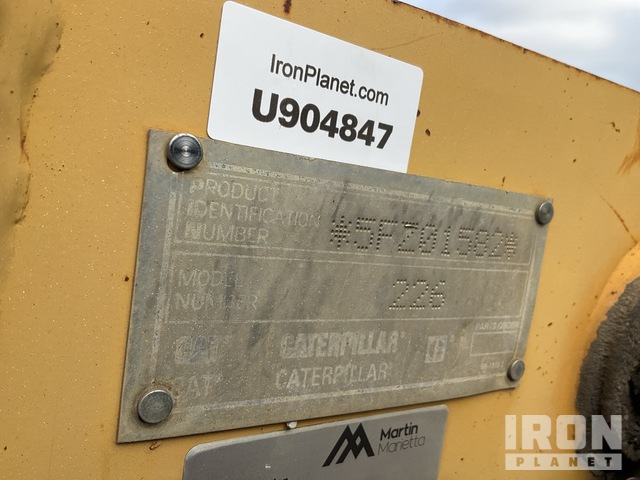 IronPlanet.com
U904847
PRODUCT
IDENTIFICATION
NUMBER
*5FZ01582*
MODEL
NUMBER
226
CAT CATERPILLAR
CAT CATERPILLAR
Martin
Marietta
IRON
PLANET